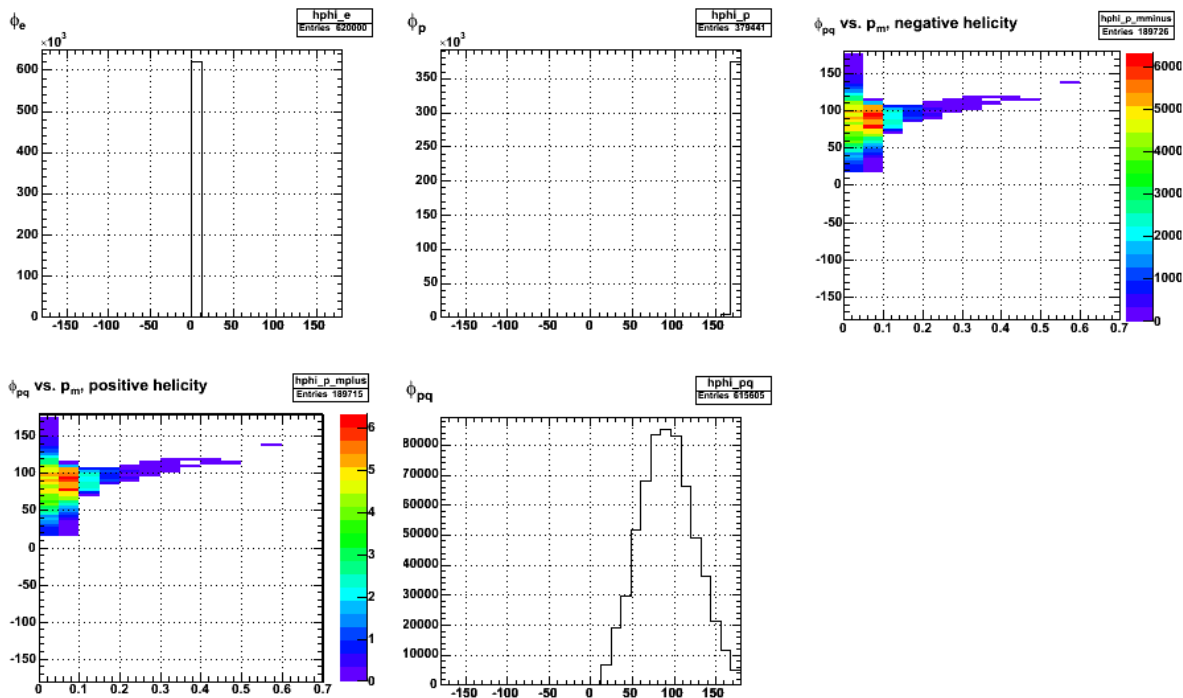 ϕe
hphi_e
Entries 620000
×10³
600
500
400
300
200
100
0
-150 -100 -50 0 50 100 150
ϕp
hphi_p
Entries 379441
×10³
350
300
250
200
150
100
50
0
-150 -100 -50 0 50 100 150
ϕpq vs. pm, negative helicity
hphi_p_mminus
Entries 189726
150
100
50
0
-50
-100
-150
0 0.1 0.2 0.3 0.4 0.5 0.6 0.7
6000
5000
4000
3000
2000
1000
0
ϕpq vs. pm, positive helicity
hphi_p_mplus
Entries 189715
150
100
50
0
-50
-100
-150
0 0.1 0.2 0.3 0.4 0.5 0.6 0.7
6
5
4
3
2
1
0
ϕpq
hphi_pq
Entries 615605
80000
70000
60000
50000
40000
30000
20000
10000
0
-150 -100 -50 0 50 100 150